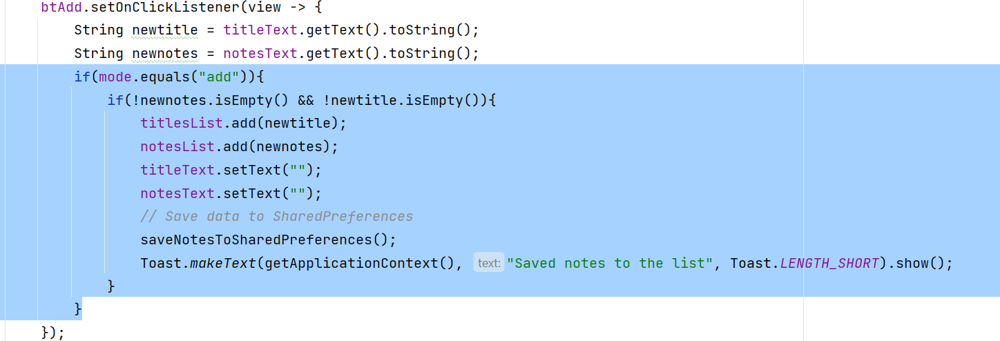 btAdd.setOnClickListener(view -> {
String newtitle = titleText.getText().toString();
String newnotes = notesText.getText().toString();
if(mode.equals("add")){
if(!newnotes.isEmpty() && !newtitle.isEmpty()){
titlesList.add(newtitle);
notesList.add(newnotes);
titleText.setText("");
notesText.setText("");
// Save data to SharedPreferences
saveNotesToSharedPreferences();
Toast.makeText(getApplicationContext(), text: "Saved notes to the list", Toast.LENGTH_SHORT).show();
}
}
});